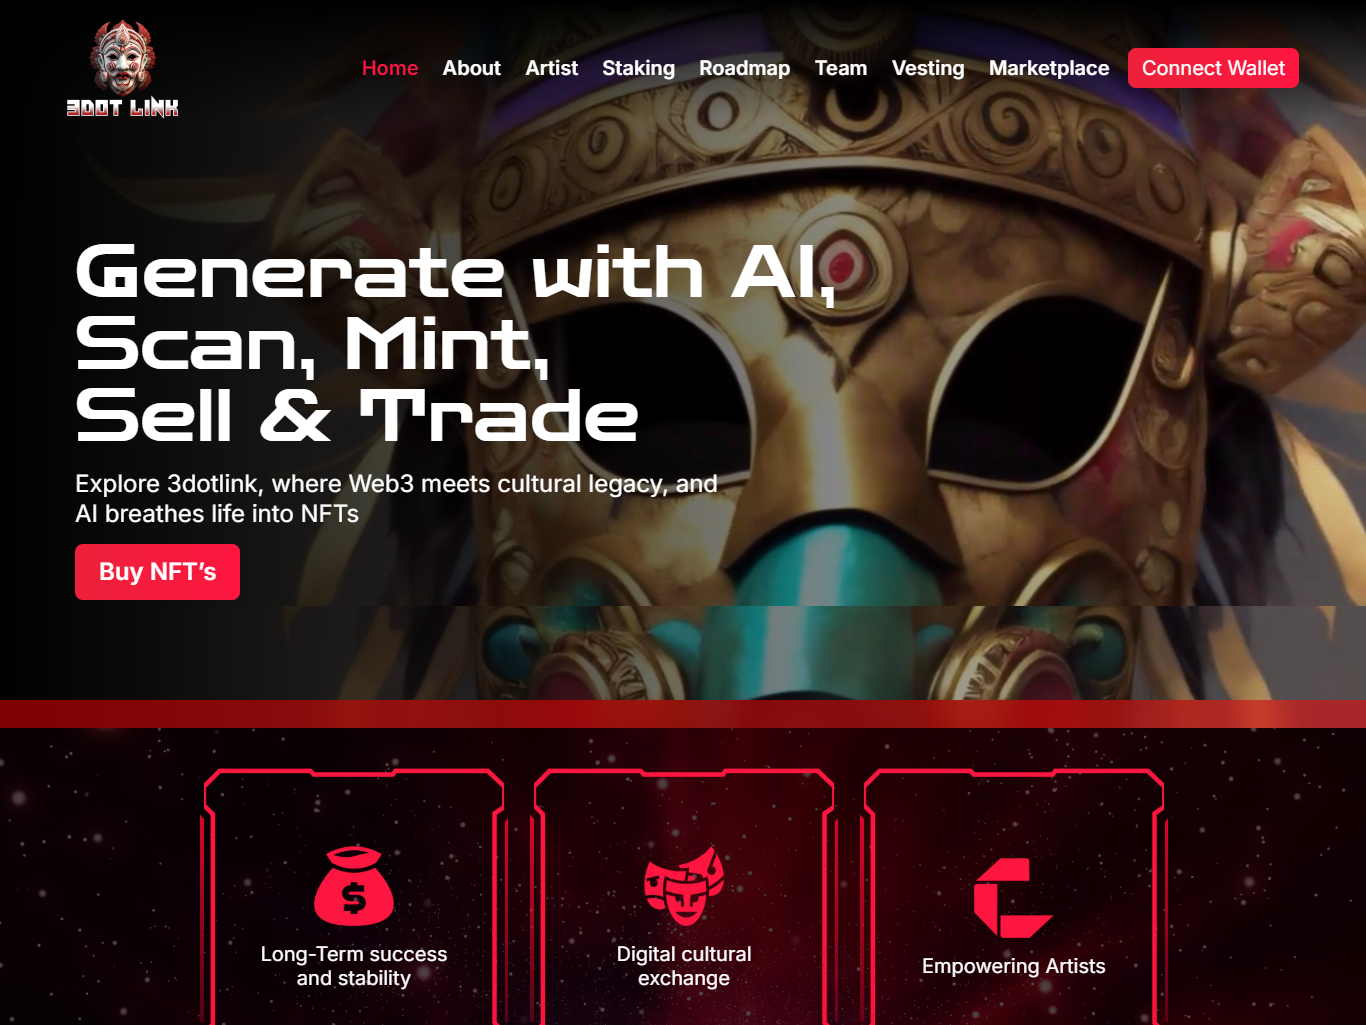 3DOT LINK
Home About Artist Staking Roadmap Team Vesting Marketplace Connect Wallet
Generate with AI,
Scan, Mint,
Sell & Trade
Explore 3dotlink, where Web3 meets cultural legacy, and
AI breathes life into NFTs
Buy NFT’s
$
Long-Term success
and stability
Digital cultural
exchange
Empowering Artists